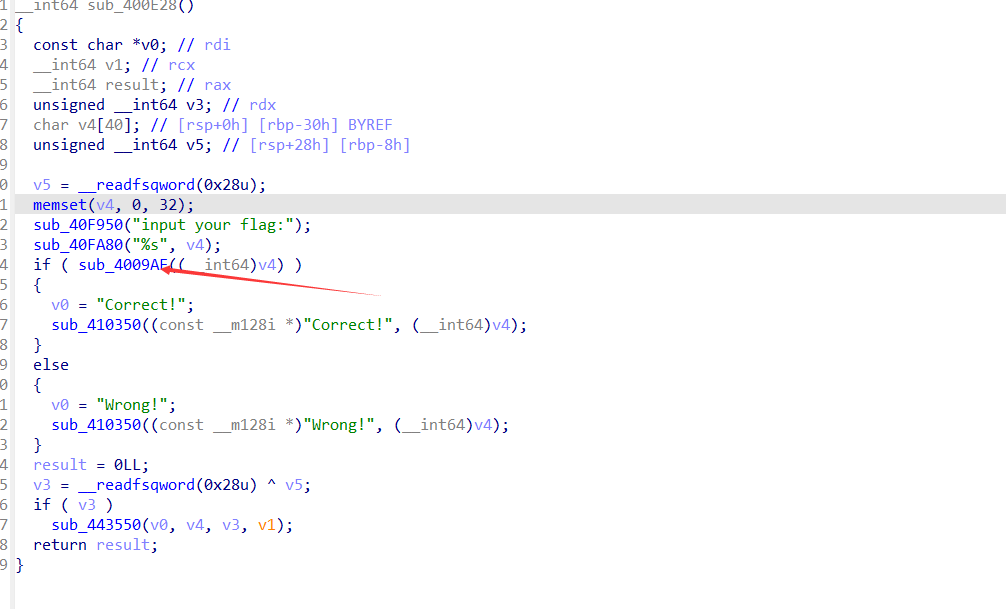 1 __int64 sub_400E28()
2 {
3 const char *v0; // rdi
4 __int64 v1; // rcx
5 __int64 result; // rax
6 unsigned __int64 v3; // rdx
7 char v4[40]; // [rsp+0h] [rbp-30h] BYREF
8 unsigned __int64 v5; // [rsp+28h] [rbp-8h]
9
0 v5 = __readfsqword(0x28u);
1 memset(v4, 0, 32);
2 sub_40F950("input your flag:");
3 sub_40FA80("%s", v4);
4 if ( sub_4009AE((__int64)v4) )
5 {
6 v0 = "Correct!";
7 sub_410350((const __m128i *)"Correct!", (__int64)v4);
8 }
9 else
0 {
1 v0 = "Wrong!";
2 sub_410350((const __m128i *)"Wrong!", (__int64)v4);
3 }
4 result = 0LL;
5 v3 = __readfsqword(0x28u) ^ v5;
6 if ( v3 )
7 sub_443550(v0, v4, v3, v1);
8 return result;
9 }